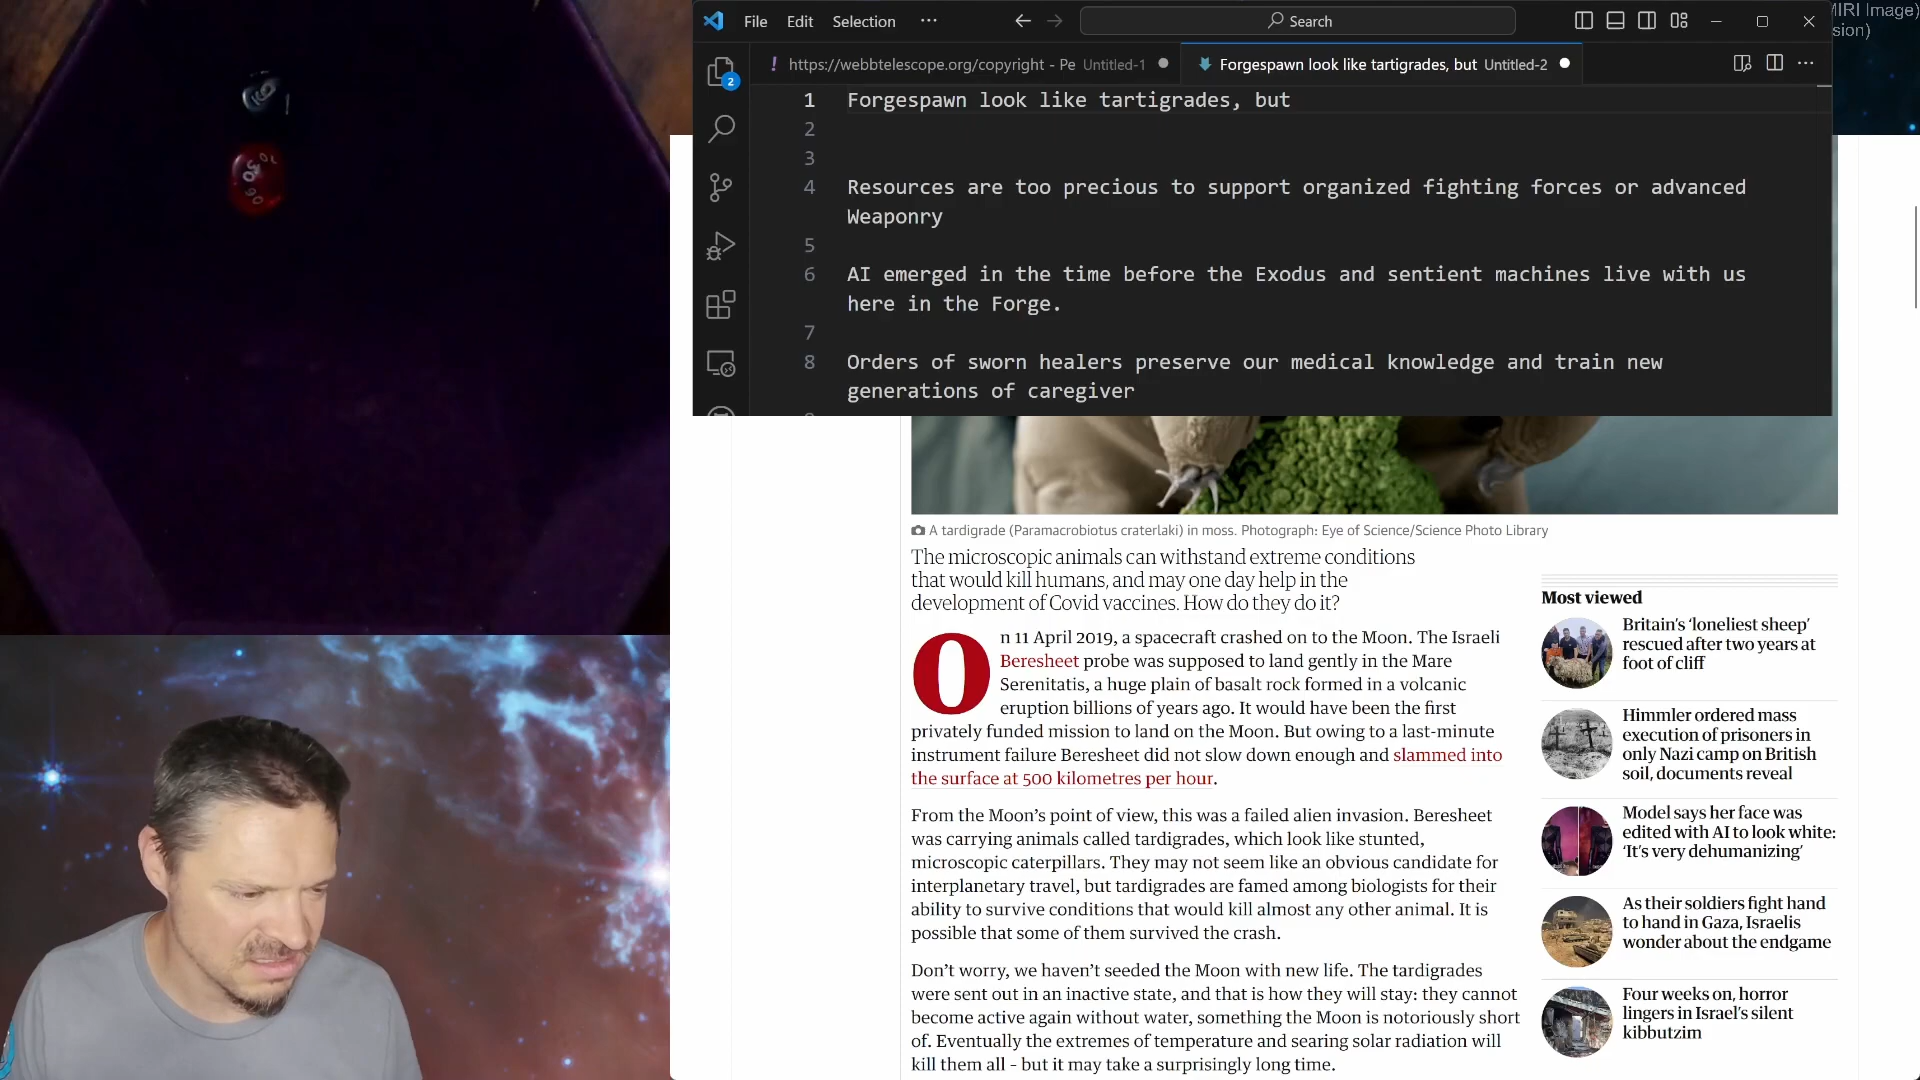 File Edit Selection ...
Search
MIRI Image)
sion)
2
https://webbtelescope.org/copyright - Pe Untitled-1
Forgespawn look like tartigrades, but Untitled-2
1 Forgespawn look like tartigrades, but
2
3
4 Resources are too precious to support organized fighting forces or advanced
Weaponry
5
6 AI emerged in the time before the Exodus and sentient machines live with us
here in the Forge.
7
8 Orders of sworn healers preserve our medical knowledge and train new
generations of caregiver
A tardigrade (Paramacrobiotus craterlaki) in moss. Photograph: Eye of Science/Science Photo Library
The microscopic animals can withstand extreme conditions
that would kill humans, and may one day help in the
development of Covid vaccines. How do they do it?
On 11 April 2019, a spacecraft crashed on to the Moon. The Israeli
Beresheet probe was supposed to land gently in the Mare
Serenitatis, a huge plain of basalt rock formed in a volcanic
eruption billions of years ago. It would have been the first
privately funded mission to land on the Moon. But owing to a last-minute
instrument failure Beresheet did not slow down enough and slammed into
the surface at 500 kilometres per hour.
From the Moon's point of view, this was a failed alien invasion. Beresheet
was carrying animals called tardigrades, which look like stunted,
microscopic caterpillars. They may not seem like an obvious candidate for
interplanetary travel, but tardigrades are famed among biologists for their
ability to survive conditions that would kill almost any other animal. It is
possible that some of them survived the crash.
Don't worry, we haven't seeded the Moon with new life. The tardigrades
were sent out in an inactive state, and that is how they will stay: they cannot
become active again without water, something the Moon is notoriously short
of. Eventually the extremes of temperature and searing solar radiation will
kill them all – but it may take a surprisingly long time.
Most viewed
Britain's 'loneliest sheep'
rescued after two years at
foot of cliff
Himmler ordered mass
execution of prisoners in
only Nazi camp on British
soil, documents reveal
Model says her face was
edited with AI to look white:
'It's very dehumanizing'
As their soldiers fight hand
to hand in Gaza, Israelis
wonder about the endgame
Four weeks on, horror
lingers in Israel's silent
kibbutzim